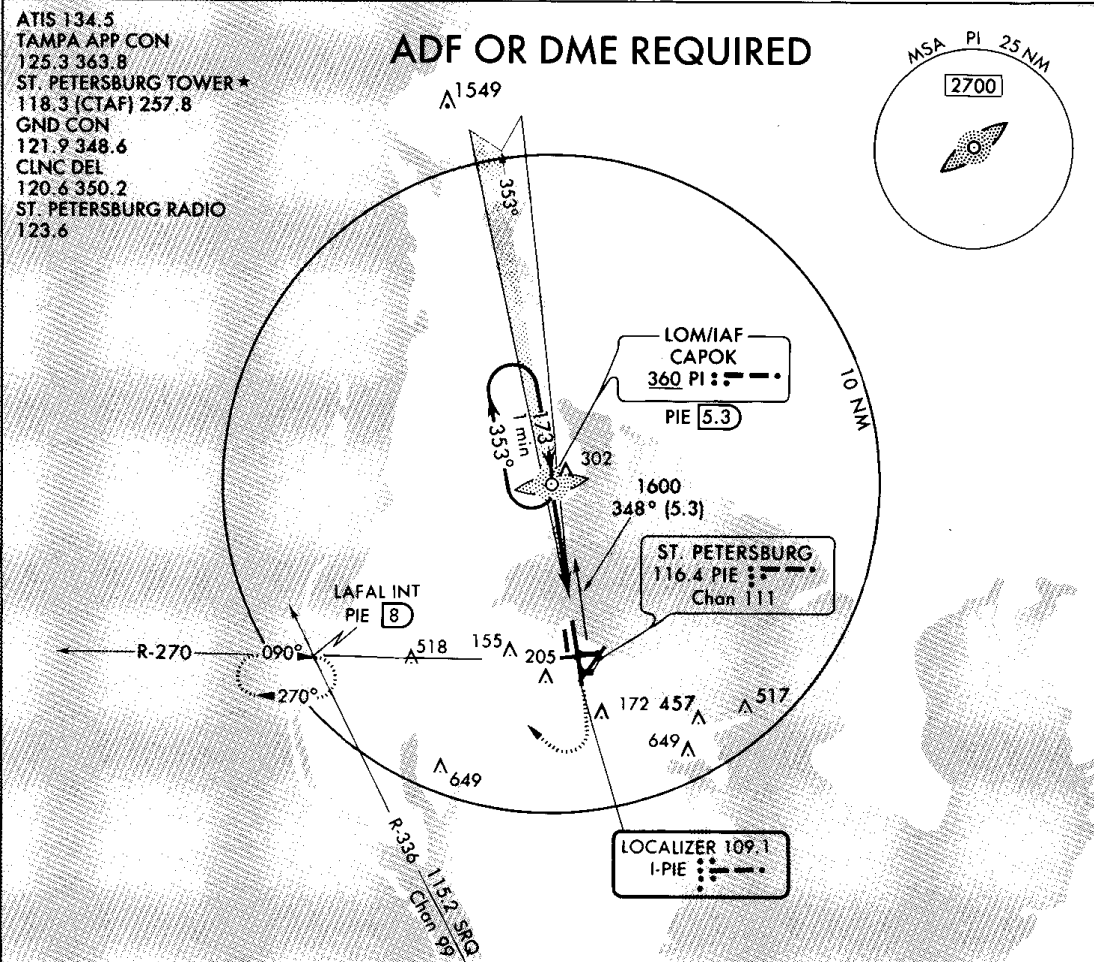 ATIS 134.5
TAMPA APP CON
125.3 363.8
ST. PETERSBURG TOWER★
118.3 (CTAF) 257.8
GND CON
121.9 348.6
CLNC DEL
120.6 350.2
ST. PETERSBURG RADIO
123.6
ADF OR DME REQUIRED
MSA PI 25 NM
2700
1549
353°
LOM/IAF
CAPOK
360 PI
PIE 5.3
10 NM
173
1 min
353°
302
1600
348° (5.3)
ST. PETERSBURG
116.4 PIE
Chan 111
LAFAL INT
PIE 8
R-270
090°
518
155
205
270°
172
457
517
649
649
R-336
115.2 SRQ
Chan 99
LOCALIZER 109.1
I-PIE